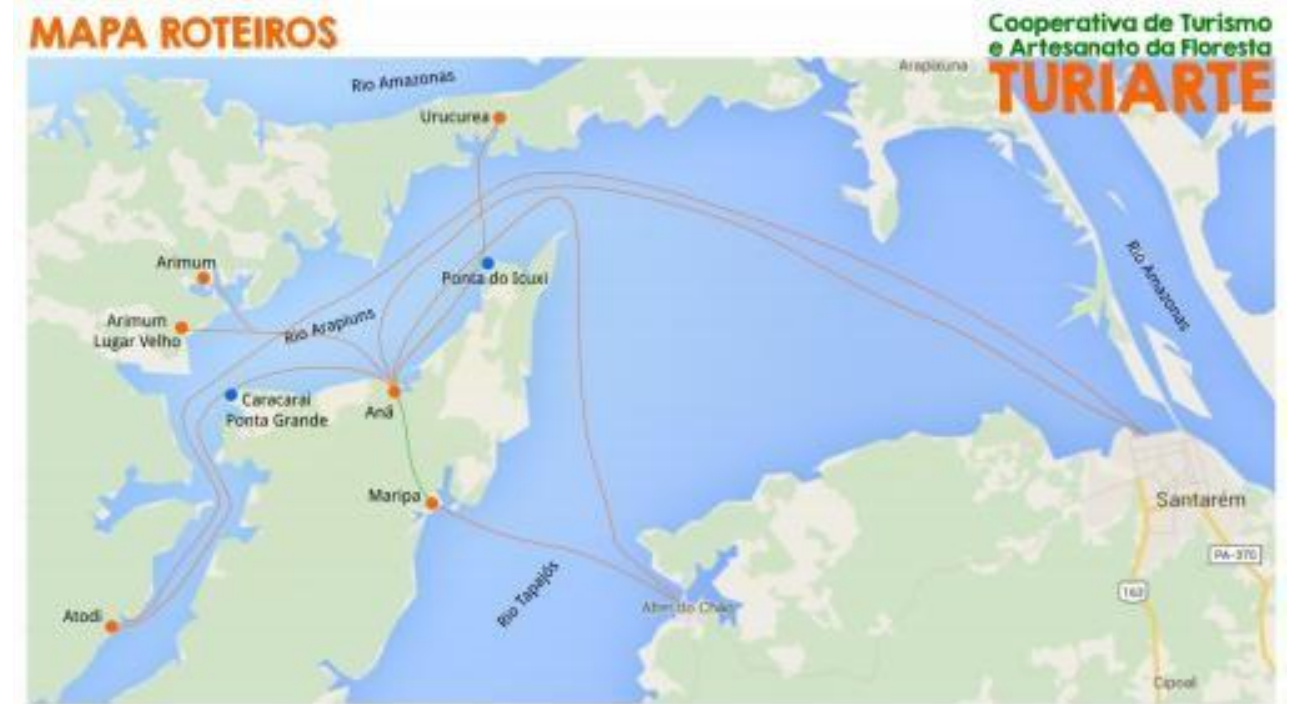 MAPA ROTEIROS
Cooperativa de Turismo
e Artesanato da Floresta
TURIARTE
Arapixuna
Rio Amazonas
Urucurea
Arimum
Ponta do Icuxi
Rio Amazonas
Arimum
Lugar Velho
Rio Arapiuns
Caracaraí
Ponta Grande
Anã
Maripa
Santarém
PA-370
163
Rio Tapajós
Alter do Chão
Atodi
Cipoal